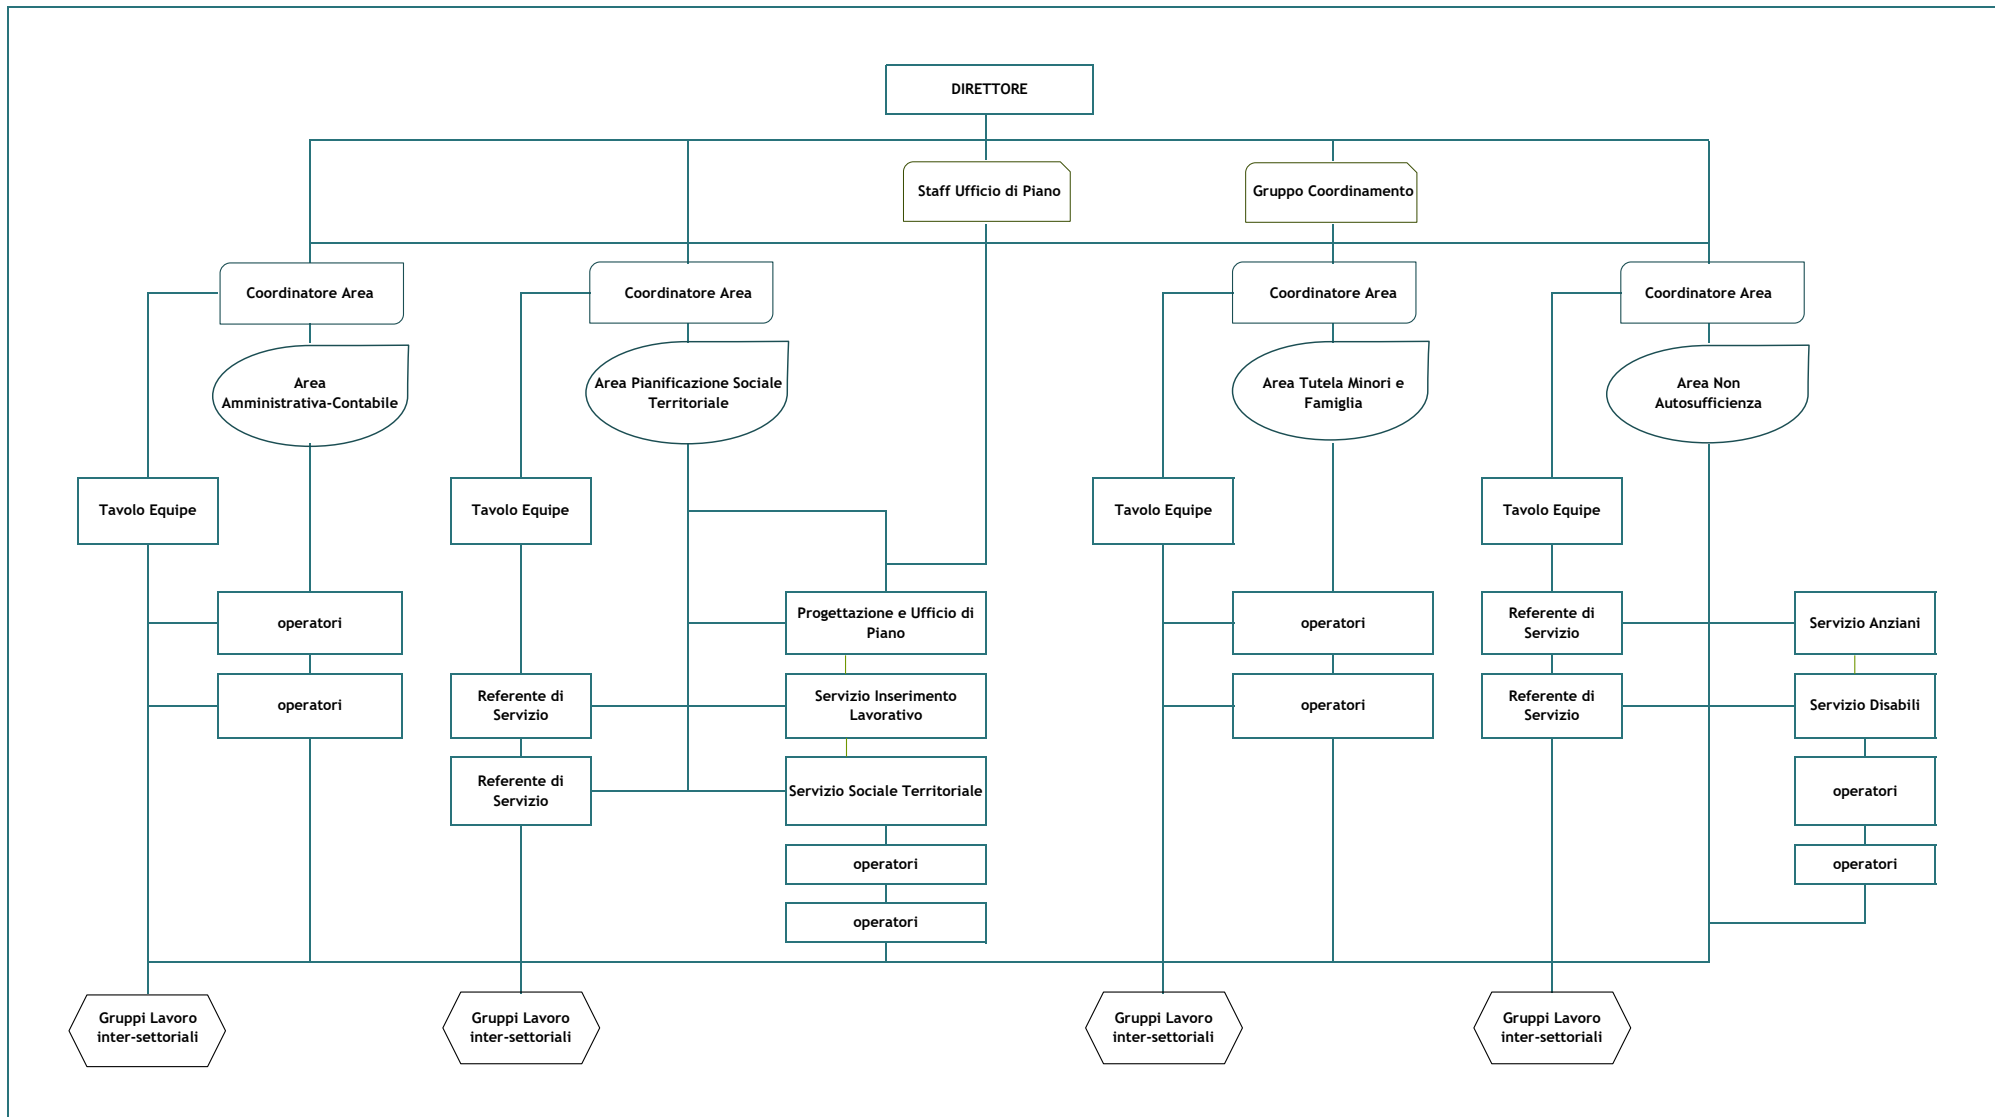 DIRETTORE
Staff Ufficio di Piano
Gruppo Coordinamento
Coordinatore Area
Coordinatore Area
Coordinatore Area
Coordinatore Area
Area
Amministrativa-Contabile
Area Pianificazione Sociale
Territoriale
Area Tutela Minori e
Famiglia
Area Non
Autosufficienza
Tavolo Equipe
Tavolo Equipe
Tavolo Equipe
Tavolo Equipe
operatori
Progettazione e Ufficio di
Piano
operatori
Referente di
Servizio
Servizio Anziani
operatori
Referente di
Servizio
Servizio Inserimento
Lavorativo
operatori
Referente di
Servizio
Servizio Disabili
Referente di
Servizio
Servizio Sociale Territoriale
operatori
operatori
operatori
operatori
Gruppi Lavoro
inter-settoriali
Gruppi Lavoro
inter-settoriali
Gruppi Lavoro
inter-settoriali
Gruppi Lavoro
inter-settoriali